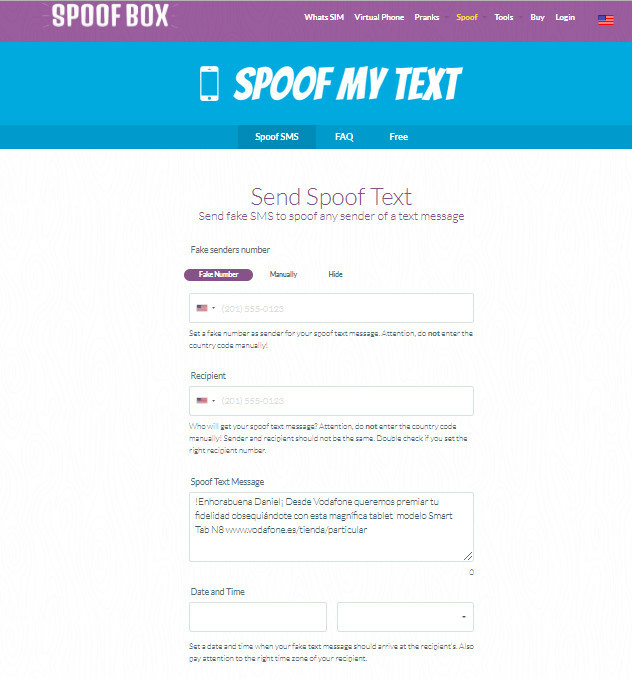 SPOOF BOX
Whats SIM Virtual Phone Pranks Spoof Tools Buy Login
SPOOF MY TEXT
Spoof SMS FAQ Free
Send Spoof Text
Send fake SMS to spoof any sender of a text message
Fake senders number
Fake Number Manually Hide
(201) 555-0123
Set a fake number as sender for your spoof text message. Attention, do not enter the
country code manually!
Recipient
(201) 555-0123
Who will get your spoof text message? Attention, do not enter the country code
manually! Sender and recipient should not be the same. Double check if you set the
right recipient number.
Spoof Text Message
!Enhorabuena Daniel¡ Desde Vodafone queremos premiar tu
fidelidad obsequiándote con esta magnífica tablet modelo Smart
Tab N8 www.vodafone.es/tienda/particular
0
Date and Time
Set a date and time when your fake text message should arrive at the recipient's. Also
pay attention to the right time zone of your recipient.